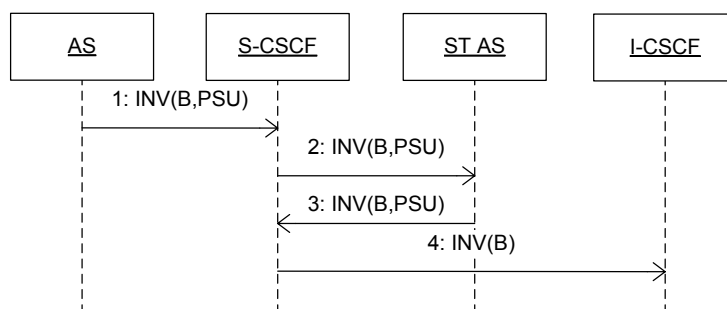 AS
S-CSCF
ST AS
I-CSCF
1: INV(B,PSU)
2: INV(B,PSU)
3: INV(B,PSU)
4: INV(B)